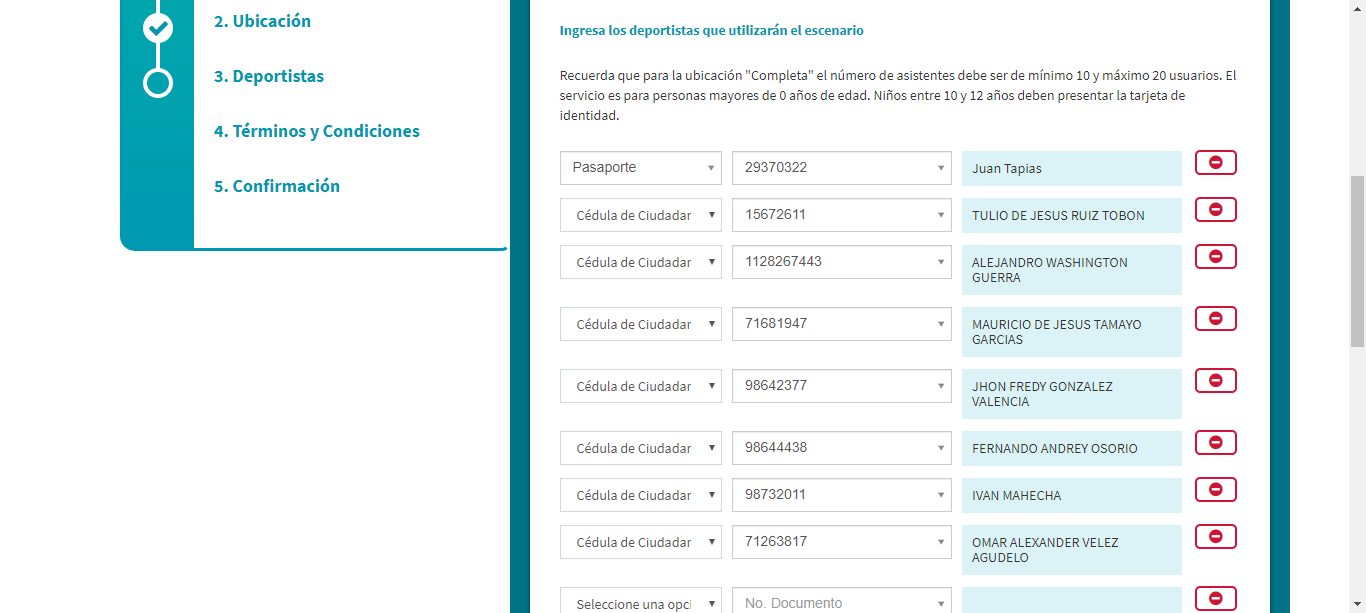 2. Ubicación
3. Deportistas
4. Términos y Condiciones
5. Confirmación
Ingresa los deportistas que utilizarán el escenario
Recuerda que para la ubicación "Completa" el número de asistentes debe ser de mínimo 10 y máximo 20 usuarios. El
servicio es para personas mayores de 0 años de edad. Niños entre 10 y 12 años deben presentar la tarjeta de
identidad.
Pasaporte 29370322 Juan Tapias
Cédula de Ciudadar 15672611 TULIO DE JESUS RUIZ TOBON
Cédula de Ciudadar 1128267443 ALEJANDRO WASHINGTON
GUERRA
Cédula de Ciudadar 71681947 MAURICIO DE JESUS TAMAYO
GARCIAS
Cédula de Ciudadar 98642377 JHON FREDY GONZALEZ
VALENCIA
Cédula de Ciudadar 98644438 FERNANDO ANDREY OSORIO
Cédula de Ciudadar 98732011 IVAN MAHECHA
Cédula de Ciudadar 71263817 OMAR ALEXANDER VELEZ
AGUDELO
Seleccione una opci No. Documento